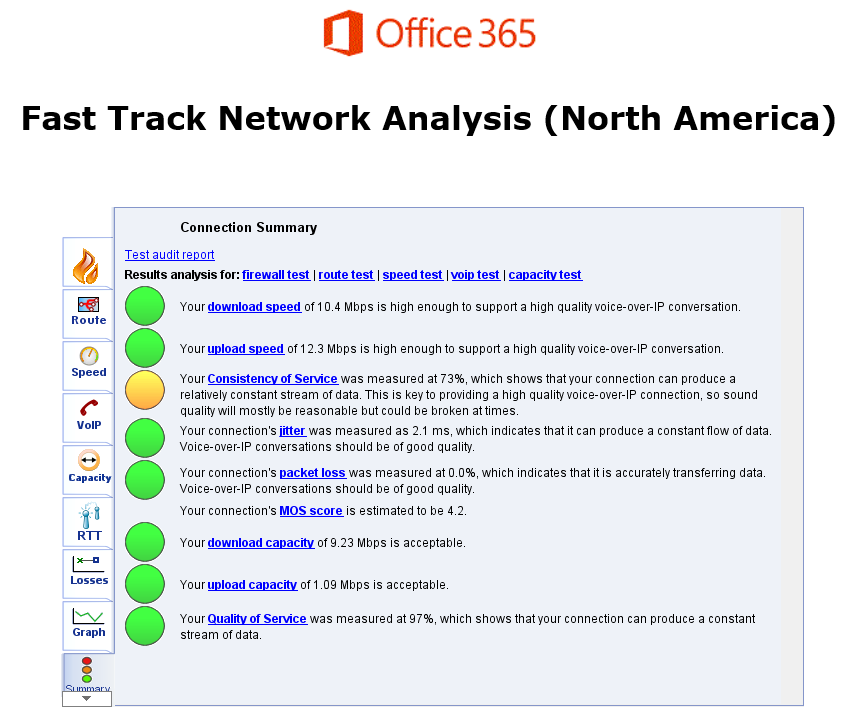 Office 365
Fast Track Network Analysis (North America)
Connection Summary
Test audit report
Results analysis for: firewall test | route test | speed test | voip test | capacity test
Your download speed of 10.4 Mbps is high enough to support a high quality voice-over-IP conversation.
Your upload speed of 12.3 Mbps is high enough to support a high quality voice-over-IP conversation.
Your Consistency of Service was measured at 73%, which shows that your connection can produce a
relatively constant stream of data. This is key to providing a high quality voice-over-IP connection, so sound
quality will mostly be reasonable but could be broken at times.
Your connection's jitter was measured as 2.1 ms, which indicates that it can produce a constant flow of data.
Voice-over-IP conversations should be of good quality.
Your connection's packet loss was measured at 0.0%, which indicates that it is accurately transferring data.
Voice-over-IP conversations should be of good quality.
Your connection's MOS score is estimated to be 4.2.
Your download capacity of 9.23 Mbps is acceptable.
Your upload capacity of 1.09 Mbps is acceptable.
Your Quality of Service was measured at 97%, which shows that your connection can produce a constant
stream of data.
Route
Speed
VoIP
Capacity
RTT
Losses
Graph
Summary